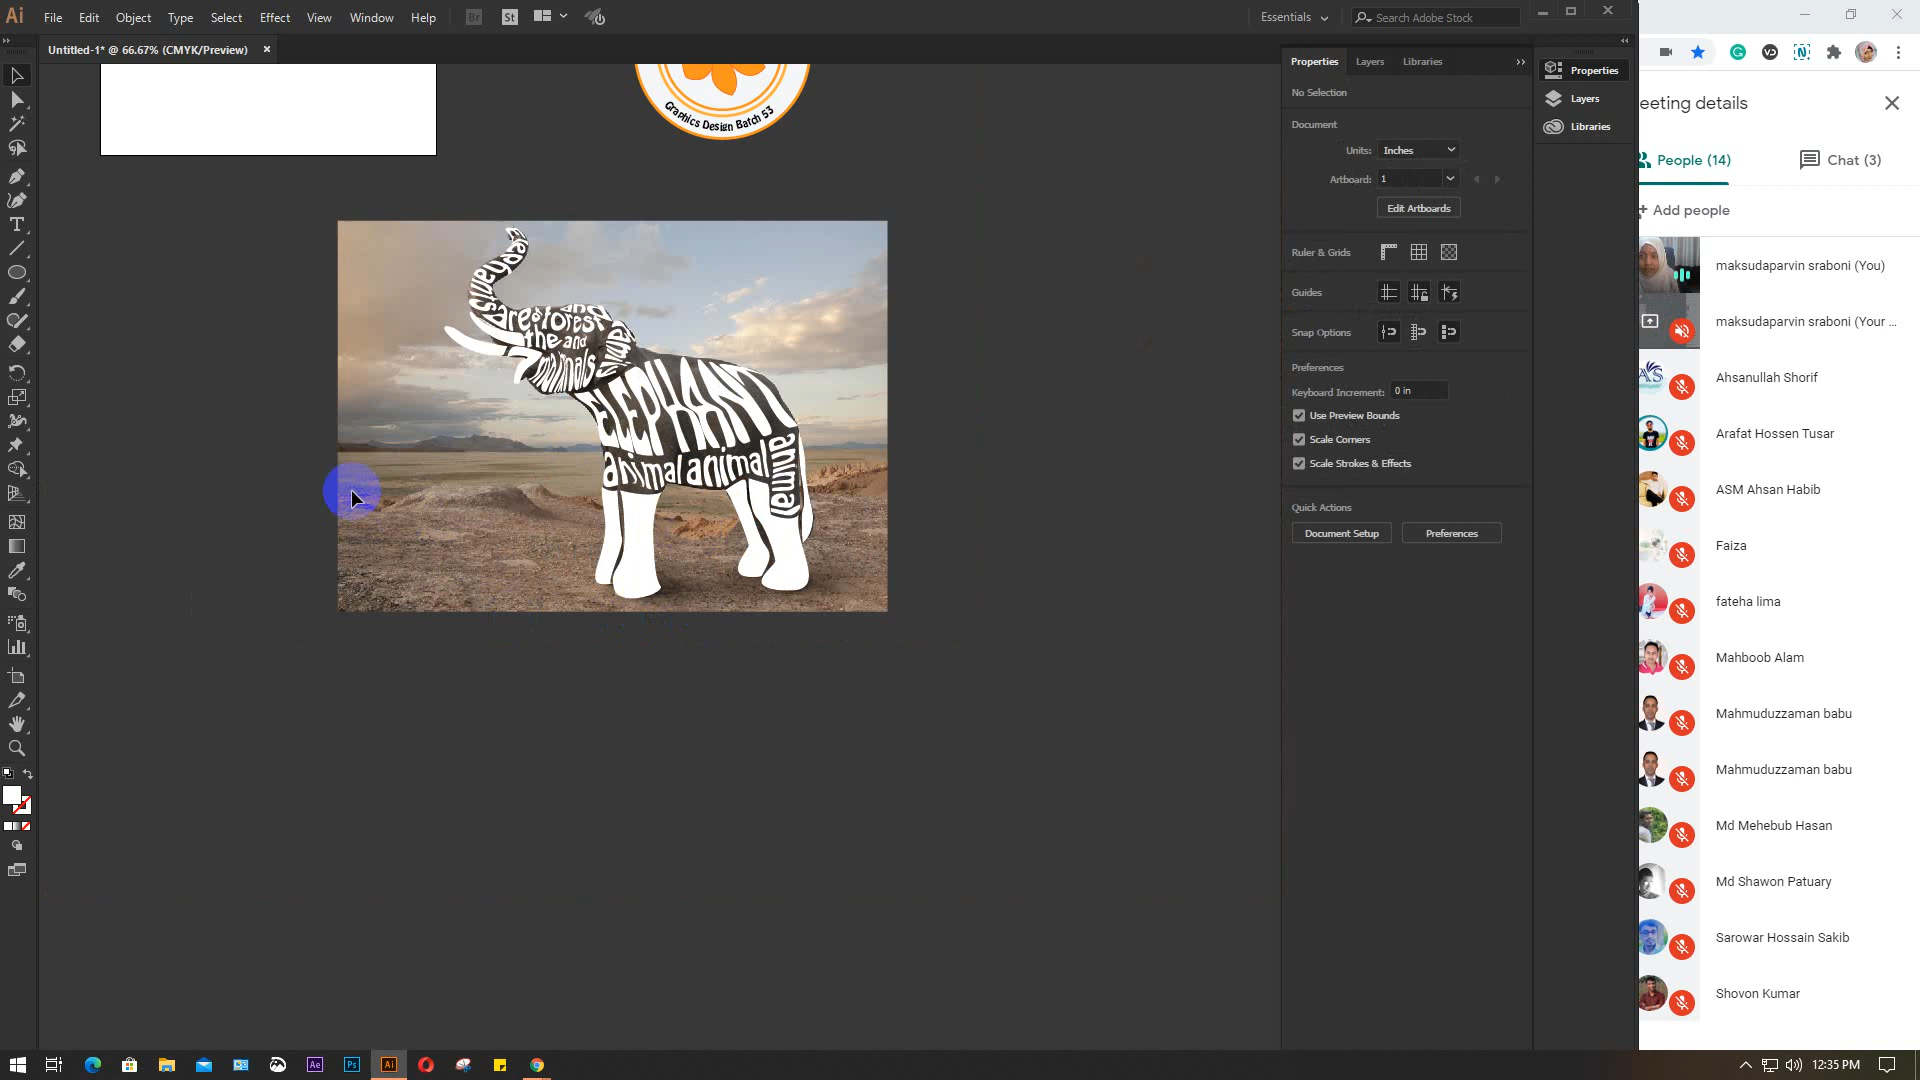 Ai File Edit Object Type Select Effect View Window Help Br St Essentials Search Adobe Stock
Untitled-1* @ 66.67% (CMYK/Preview)
Graphics Design Batch 53
and
forest
the and
ELEPHANT
animal animal
animal
Properties Layers Libraries
No Selection
Document
Units: Inches
Artboard: 1
Edit Artboards
Ruler & Grids
Guides
Snap Options
Preferences
Keyboard Increment: 0 in
Use Preview Bounds
Scale Corners
Scale Strokes & Effects
Quick Actions
Document Setup Preferences
Properties
Layers
Libraries
eeting details
People (14) Chat (3)
Add people
maksudaparvin sraboni (You)
maksudaparvin sraboni (Your ...
Ahsanullah Shorif
Arafat Hossen Tusar
ASM Ahsan Habib
Faiza
fateha lima
Mahboob Alam
Mahmuduzzaman babu
Mahmuduzzaman babu
Md Mehebub Hasan
Md Shawon Patuary
Sarowar Hossain Sakib
Shovon Kumar
Ae Ps Ai
12:35 PM